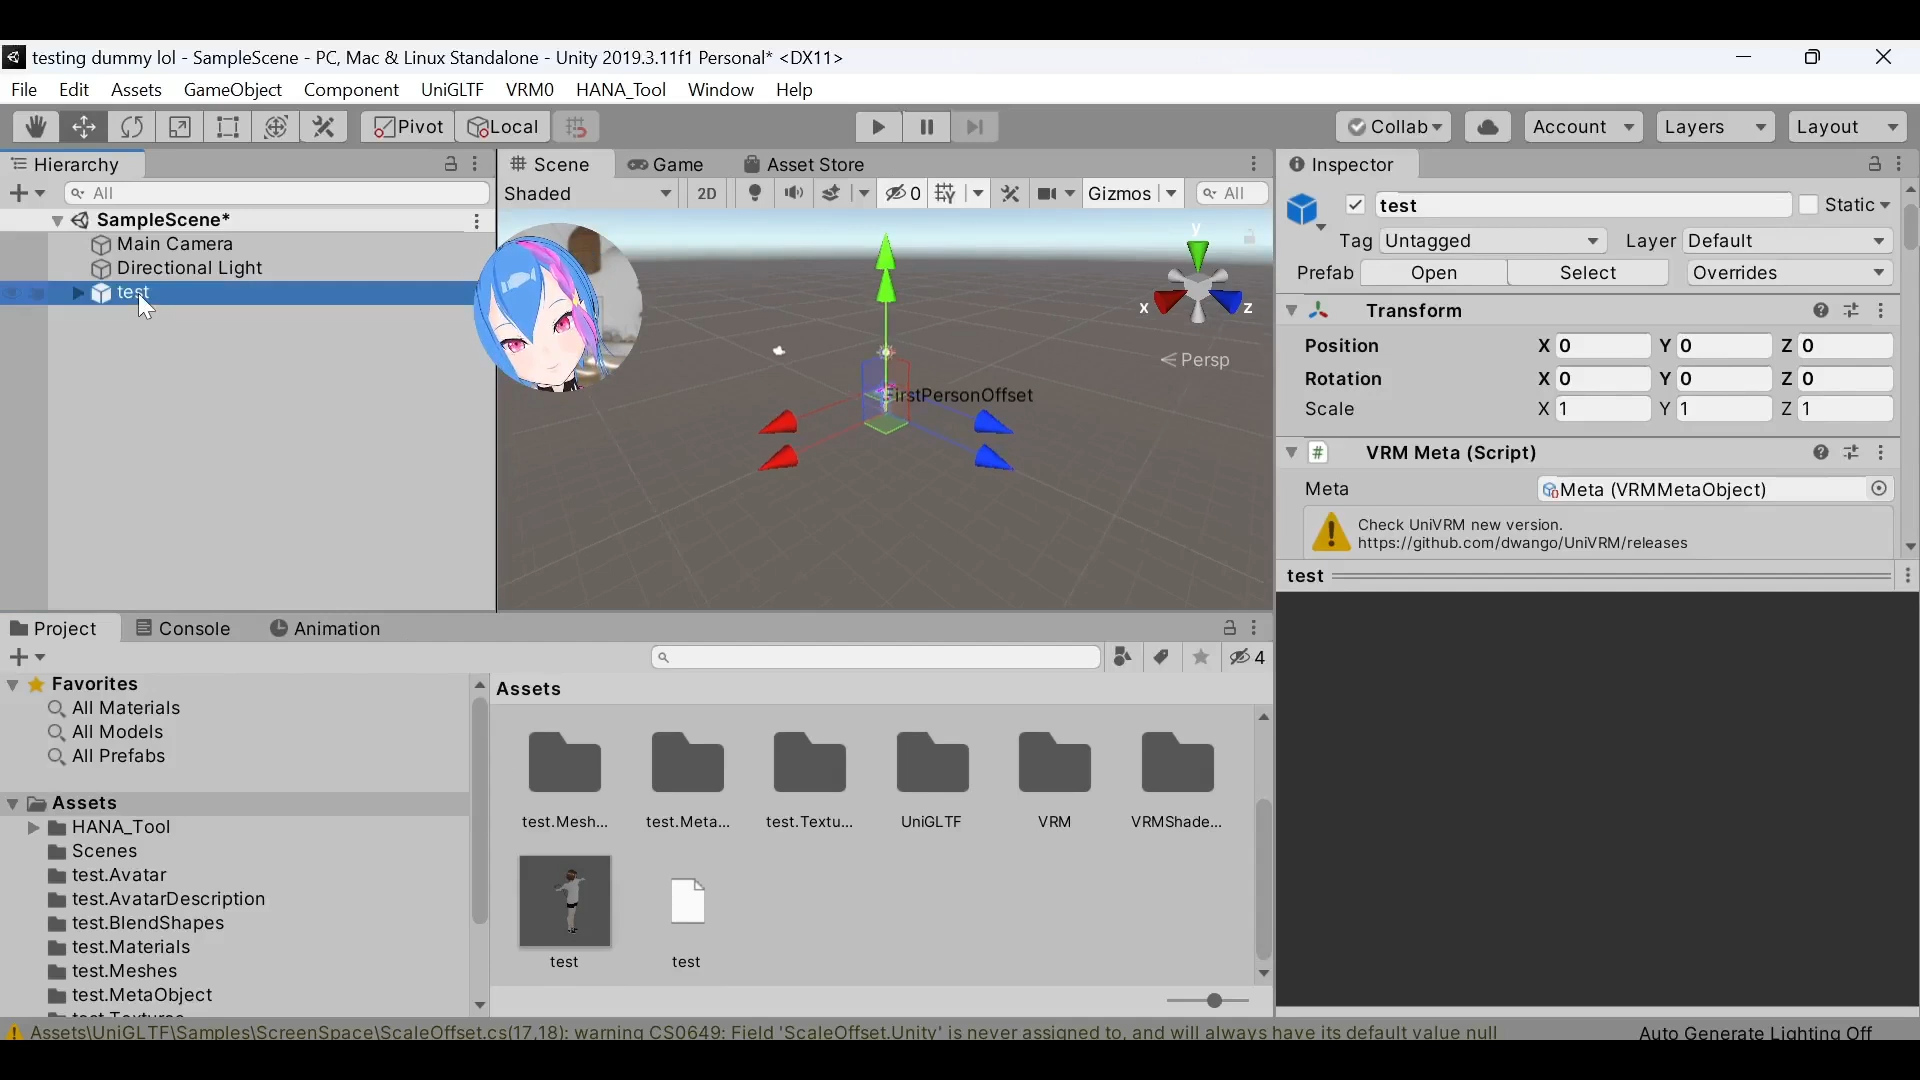 testing dummy lol - SampleScene - PC, Mac & Linux Standalone - Unity 2019.3.11f1 Personal* <DX11>
File Edit Assets GameObject Component UniGLTF VRM0 HANA_Tool Window Help
Pivot Local Collab Account Layers Layout
Hierarchy
All
SampleScene*
Main Camera
Directional Light
test
Scene Game Asset Store
Shaded 2D 0 Gizmos All
y
x z
Persp
irstPersonOffset
Inspector
test Static
Tag Untagged Layer Default
Prefab Open Select Overrides
Transform
Position X 0 Y 0 Z 0
Rotation X 0 Y 0 Z 0
Scale X 1 Y 1 Z 1
# VRM Meta (Script)
Meta Meta (VRMMetaObject)
Check UniVRM new version.
https://github.com/dwango/UniVRM/releases
test
Project Console Animation
4
Favorites
All Materials
All Models
All Prefabs
Assets
HANA_Tool
Scenes
test.Avatar
test.AvatarDescription
test.BlendShapes
test.Materials
test.Meshes
test.MetaObject
test.Textures
Assets
test.Mesh... test.Meta... test.Textu... UniGLTF VRM VRMShade...
test test
Assets\UniGLTF\Samples\ScreenSpace\ScaleOffset.cs(17,18): warning CS0649: Field 'ScaleOffset.Unity' is never assigned to, and will always have its default value null
Auto Generate Lighting Off